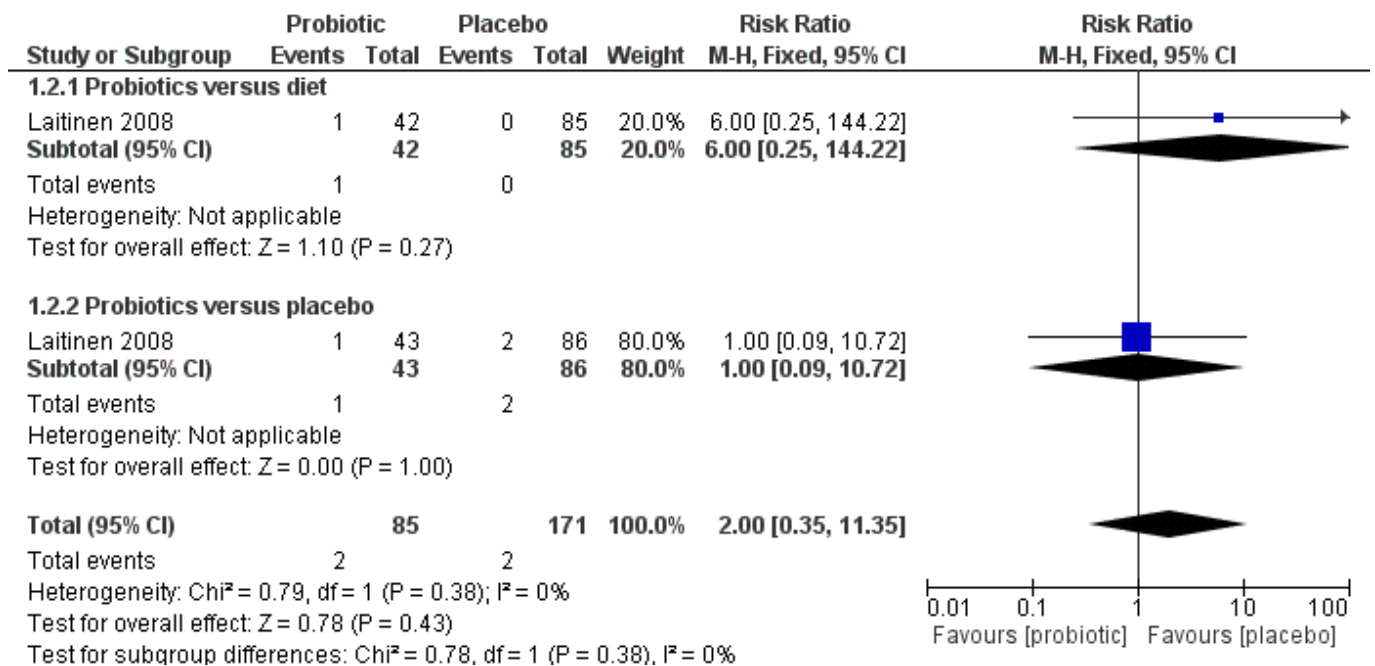 Probiotic Placebo Risk Ratio Risk Ratio
Study or Subgroup Events Total Events Total Weight M-H, Fixed, 95% CI M-H, Fixed, 95% CI
1.2.1 Probiotics versus diet
Laitinen 2008 1 42 0 85 20.0% 6.00 [0.25, 144.22]
Subtotal (95% CI) 42 85 20.0% 6.00 [0.25, 144.22]
Total events 1 0
Heterogeneity: Not applicable
Test for overall effect: Z = 1.10 (P = 0.27)
1.2.2 Probiotics versus placebo
Laitinen 2008 1 43 2 86 80.0% 1.00 [0.09, 10.72]
Subtotal (95% CI) 43 86 80.0% 1.00 [0.09, 10.72]
Total events 1 2
Heterogeneity: Not applicable
Test for overall effect: Z = 0.00 (P = 1.00)
Total (95% CI) 85 171 100.0% 2.00 [0.35, 11.35]
Total events 2 2
Heterogeneity: Chi² = 0.79, df = 1 (P = 0.38); I² = 0%
Test for overall effect: Z = 0.78 (P = 0.43)
Test for subgroup differences: Chi² = 0.78, df = 1 (P = 0.38), I² = 0%
0.01 0.1 1 10 100
Favours [probiotic] Favours [placebo]